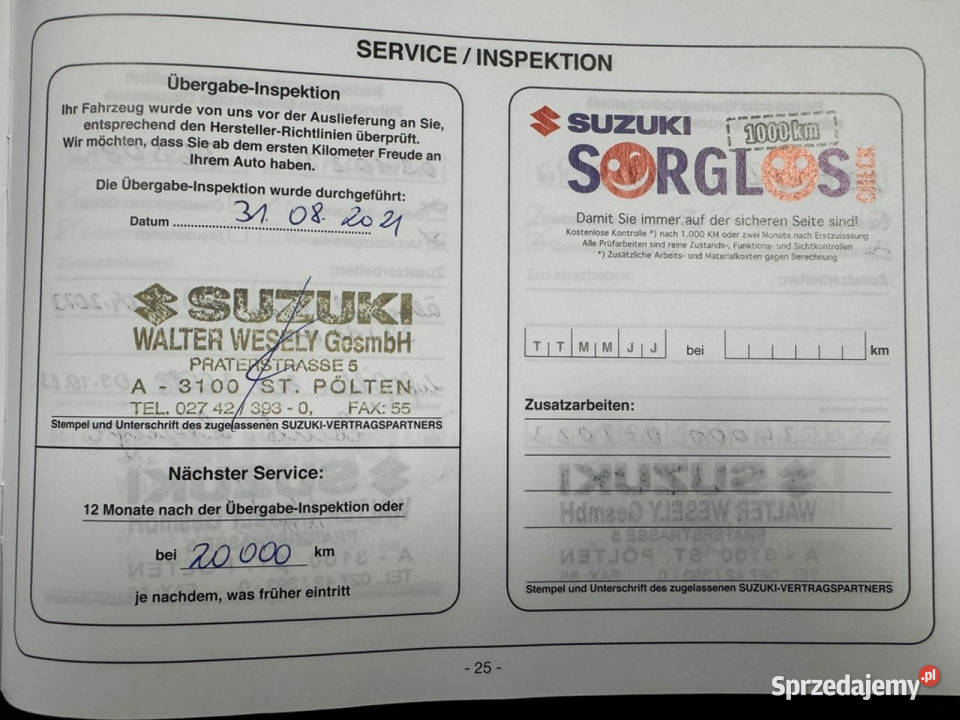 SERVICE / INSPEKTION
Übergabe-Inspektion
Ihr Fahrzeug wurde von uns vor der Auslieferung an Sie,
entsprechend den Hersteller-Richtlinien überprüft.
Wir möchten, dass Sie ab dem ersten Kilometer Freude an
Ihrem Auto haben.
Die Übergabe-Inspektion wurde durchgeführt:
Datum 31. 08. 2021
SUZUKI
WALTER WESELY GesmbH
PRATERSTRASSE 5
A - 3100 ST. PÖLTEN
TEL. 027 42 / 393 - 0, FAX: 55
Stempel und Unterschrift des zugelassenen SUZUKI-VERTRAGSPARTNERS
Nächster Service:
12 Monate nach der Übergabe-Inspektion oder
bei 20000 km
je nachdem, was früher eintritt
SUZUKI
1000 km
SORGLOS
CHECK
Damit Sie immer auf der sicheren Seite sind!
Kostenlose Kontrolle *) nach 1.000 KM oder zwei Monate nach Erstzulassung
Alle Prüfarbeiten sind reine Zustands-, Funktions- und Sichtkontrollen
*) Zusätzliche Arbeits- und Materialkosten gegen Berechnung
T T M M J J bei km
Zusatzarbeiten:
Stempel und Unterschrift des zugelassenen SUZUKI-VERTRAGSPARTNERS
- 25 -
Sprzedajemy.pl